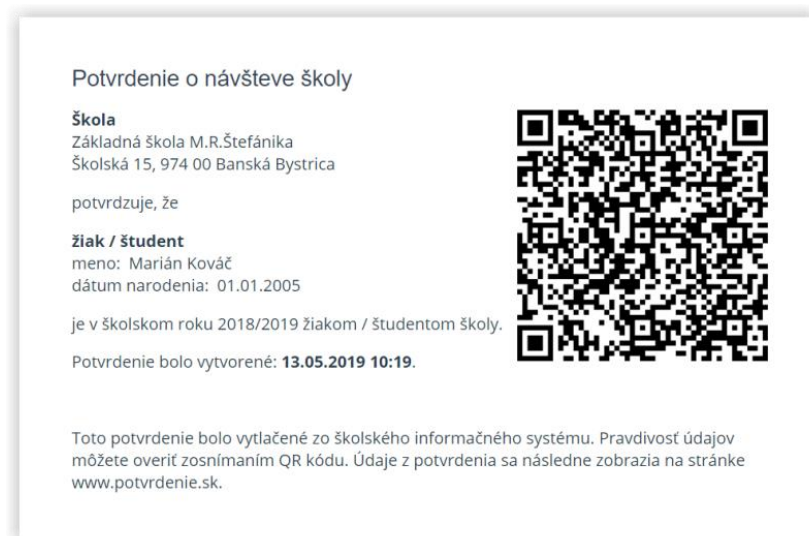 Potvrdenie o návšteve školy
Škola
Základná škola M.R.Štefánika
Školská 15, 974 00 Banská Bystrica
potvrdzuje, že
žiak / študent
meno: Marián Kováč
dátum narodenia: 01.01.2005
je v školskom roku 2018/2019 žiakom / študentom školy.
Potvrdenie bolo vytvorené: 13.05.2019 10:19.
Toto potvrdenie bolo vytlačené zo školského informačného systému. Pravdivosť údajov
môžete overiť zosnímaním QR kódu. Údaje z potvrdenia sa následne zobrazia na stránke
www.potvrdenie.sk.